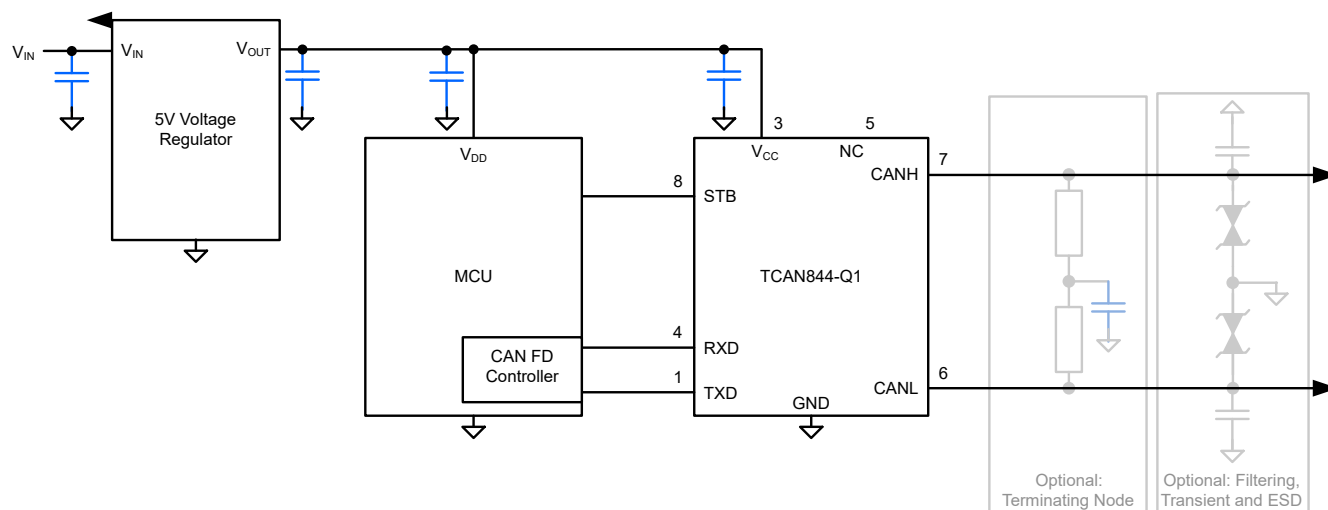 VIN
VIN
VOUT
5V Voltage
Regulator
VDD
MCU
CAN FD
Controller
3
5
VCC
NC
8
STB
TCAN844-Q1
4
RXD
1
TXD
GND
CANH
7
CANL
6
Optional:
Terminating Node
Optional: Filtering,
Transient and ESD